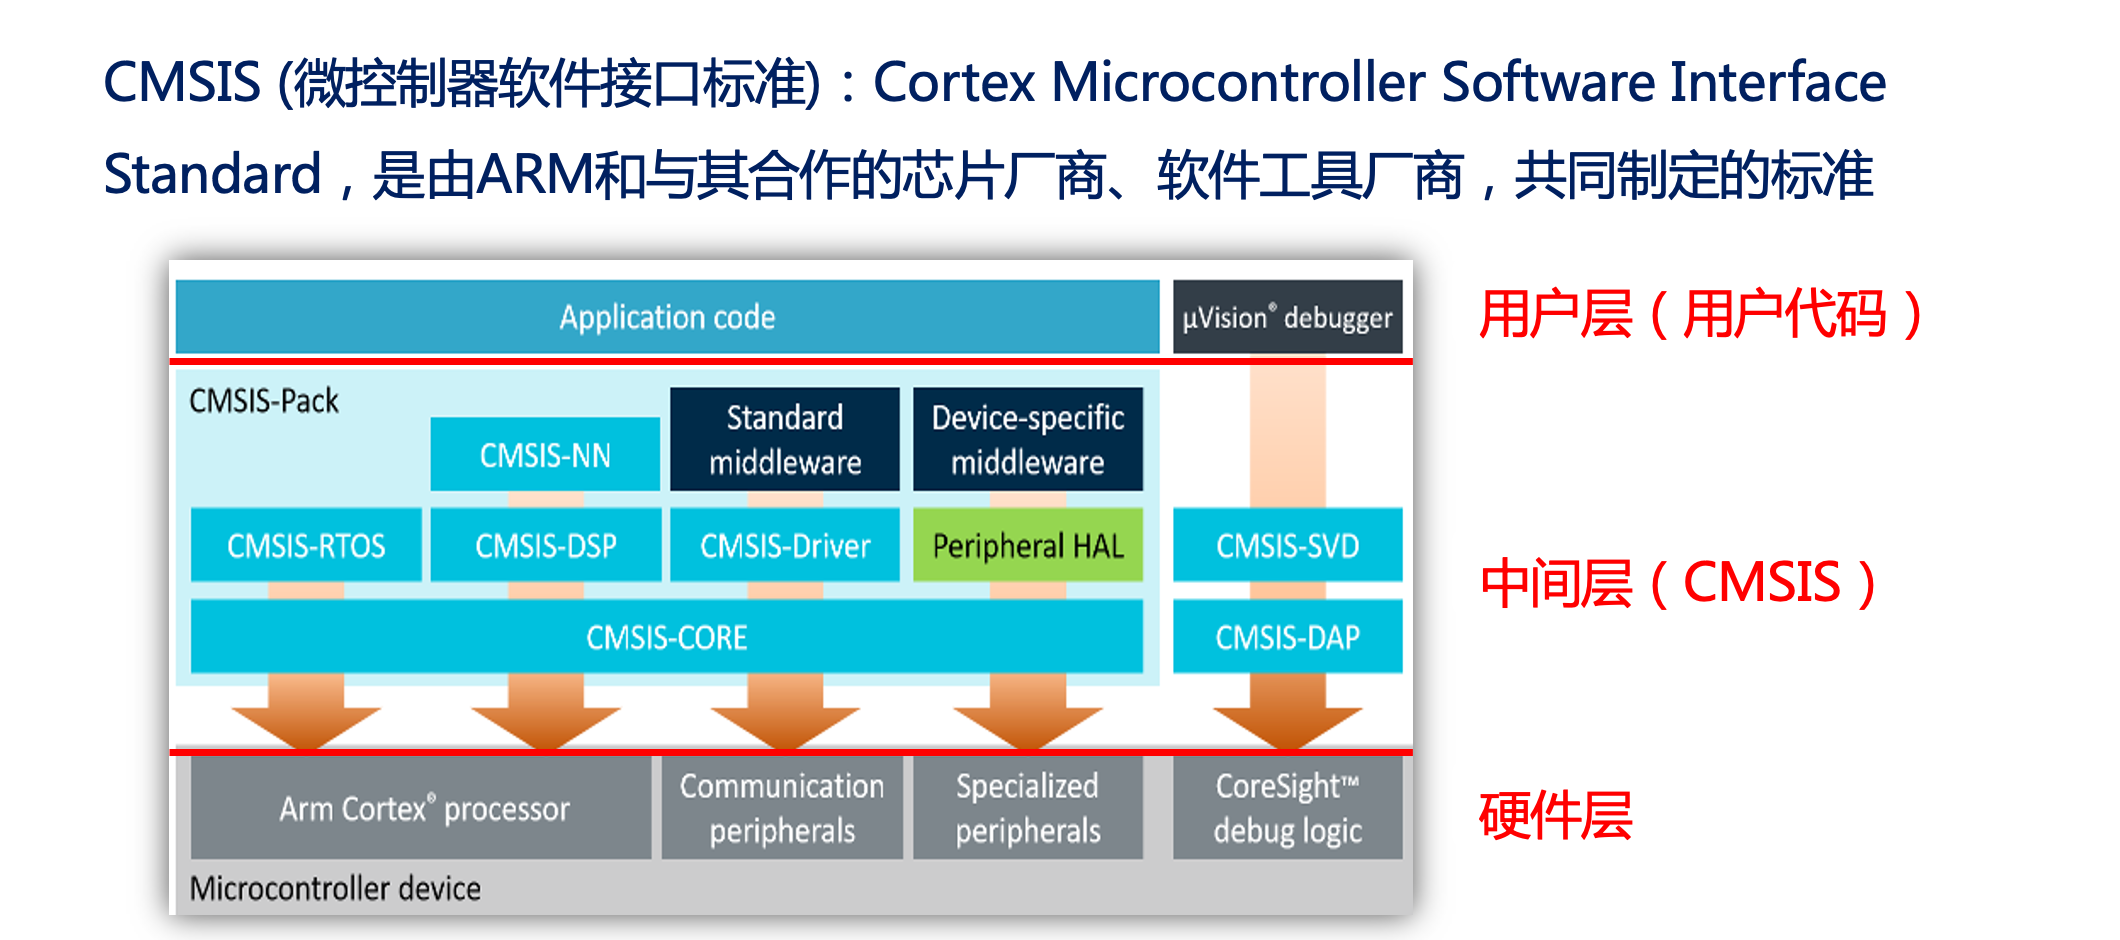 CMSIS (微控制器软件接口标准)：Cortex Microcontroller Software Interface
Standard，是由ARM和与其合作的芯片厂商、软件工具厂商，共同制定的标准
Application code
µVision® debugger
用户层（用户代码）
CMSIS-Pack
CMSIS-NN
Standard
middleware
Device-specific
middleware
CMSIS-RTOS
CMSIS-DSP
CMSIS-Driver
Peripheral HAL
CMSIS-SVD
中间层（CMSIS）
CMSIS-CORE
CMSIS-DAP
Arm Cortex® processor
Communication
peripherals
Specialized
peripherals
CoreSight™
debug logic
硬件层
Microcontroller device